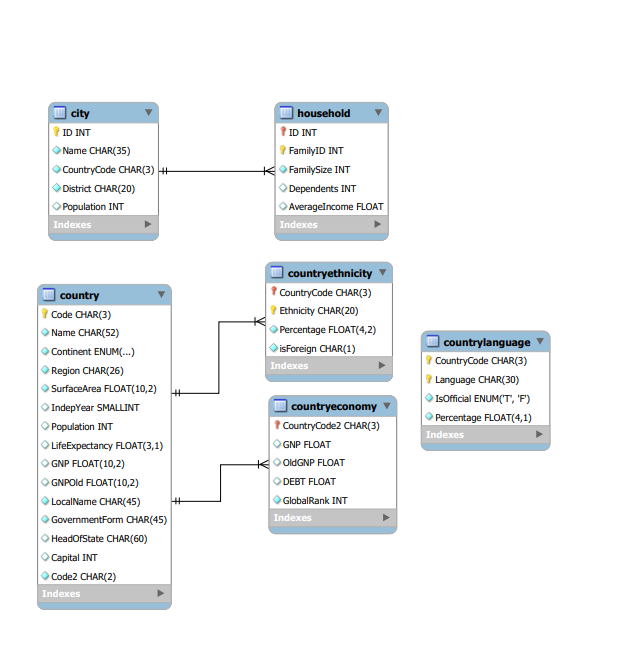 city
ID INT
Name CHAR(35)
CountryCode CHAR(3)
District CHAR(20)
Population INT
Indexes
household
ID INT
FamilyID INT
FamilySize INT
Dependents INT
AverageIncome FLOAT
Indexes
country
Code CHAR(3)
Name CHAR(52)
Continent ENUM(...)
Region CHAR(26)
SurfaceArea FLOAT(10,2)
IndepYear SMALLINT
Population INT
LifeExpectancy FLOAT(3,1)
GNP FLOAT(10,2)
GNPOld FLOAT(10,2)
LocalName CHAR(45)
GovernmentForm CHAR(45)
HeadOfState CHAR(60)
Capital INT
Code2 CHAR(2)
Indexes
countryethnicity
CountryCode CHAR(3)
Ethnicity CHAR(20)
Percentage FLOAT(4,2)
isForeign CHAR(1)
Indexes
countryeconomy
CountryCode2 CHAR(3)
GNP FLOAT
OldGNP FLOAT
DEBT FLOAT
GlobalRank INT
Indexes
countrylanguage
CountryCode CHAR(3)
Language CHAR(30)
IsOfficial ENUM('T', 'F')
Percentage FLOAT(4,1)
Indexes